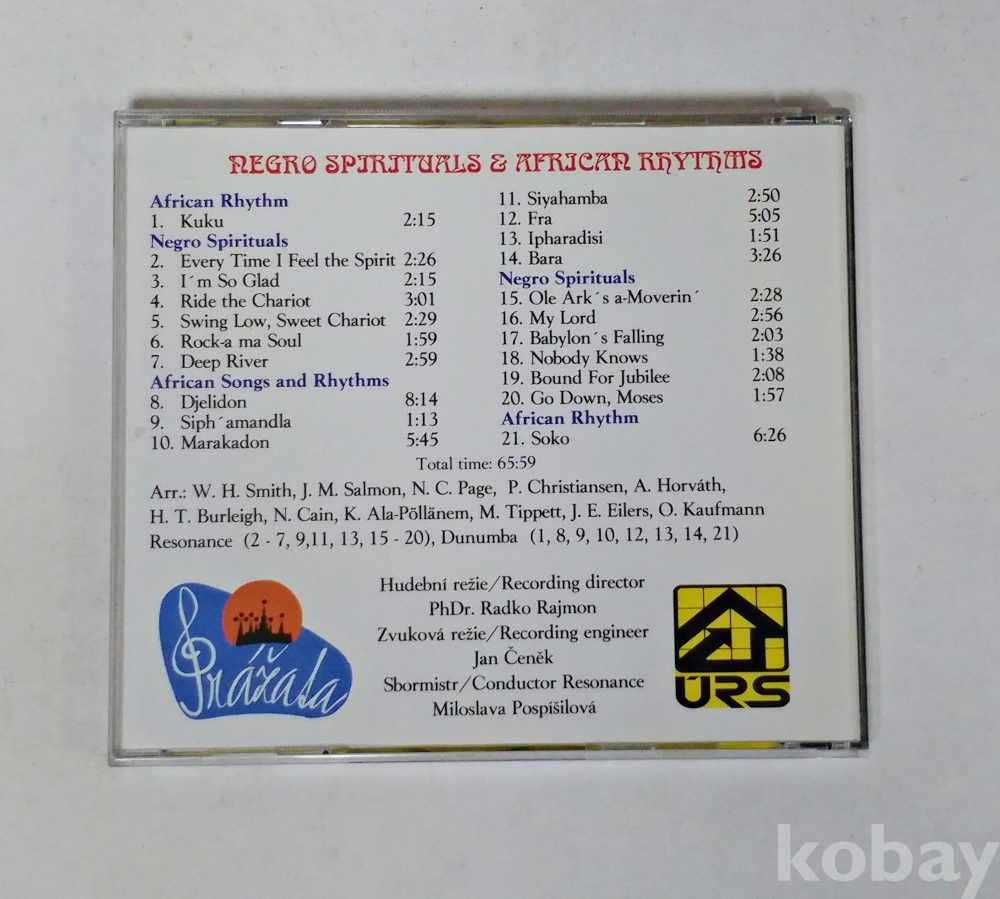 NEGRO SPIRITUALS & AFRICAN RHYTHMS
African Rhythm
1. Kuku 2:15
Negro Spirituals
2. Every Time I Feel the Spirit 2:26
3. I´m So Glad 2:15
4. Ride the Chariot 3:01
5. Swing Low, Sweet Chariot 2:29
6. Rock-a ma Soul 1:59
7. Deep River 2:59
African Songs and Rhythms
8. Djelidon 8:14
9. Siph´amandla 1:13
10. Marakadon 5:45
11. Siyahamba 2:50
12. Fra 5:05
13. Ipharadisi 1:51
14. Bara 3:26
Negro Spirituals
15. Ole Ark´s a-Moverin´ 2:28
16. My Lord 2:56
17. Babylon´s Falling 2:03
18. Nobody Knows 1:38
19. Bound For Jubilee 2:08
20. Go Down, Moses 1:57
African Rhythm
21. Soko 6:26
Total time: 65:59
Arr.: W. H. Smith, J. M. Salmon, N. C. Page, P. Christiansen, A. Horváth,
H. T. Burleigh, N. Cain, K. Ala-Pöllänem, M. Tippett, J. E. Eilers, O. Kaufmann
Resonance (2 - 7, 9,11, 13, 15 - 20), Dunumba (1, 8, 9, 10, 12, 13, 14, 21)
Pražata
Hudební režie/Recording director
PhDr. Radko Rajmon
Zvuková režie/Recording engineer
Jan Čeněk
Sbormistr/Conductor Resonance
Miloslava Pospíšilová
ÚRS
kobay